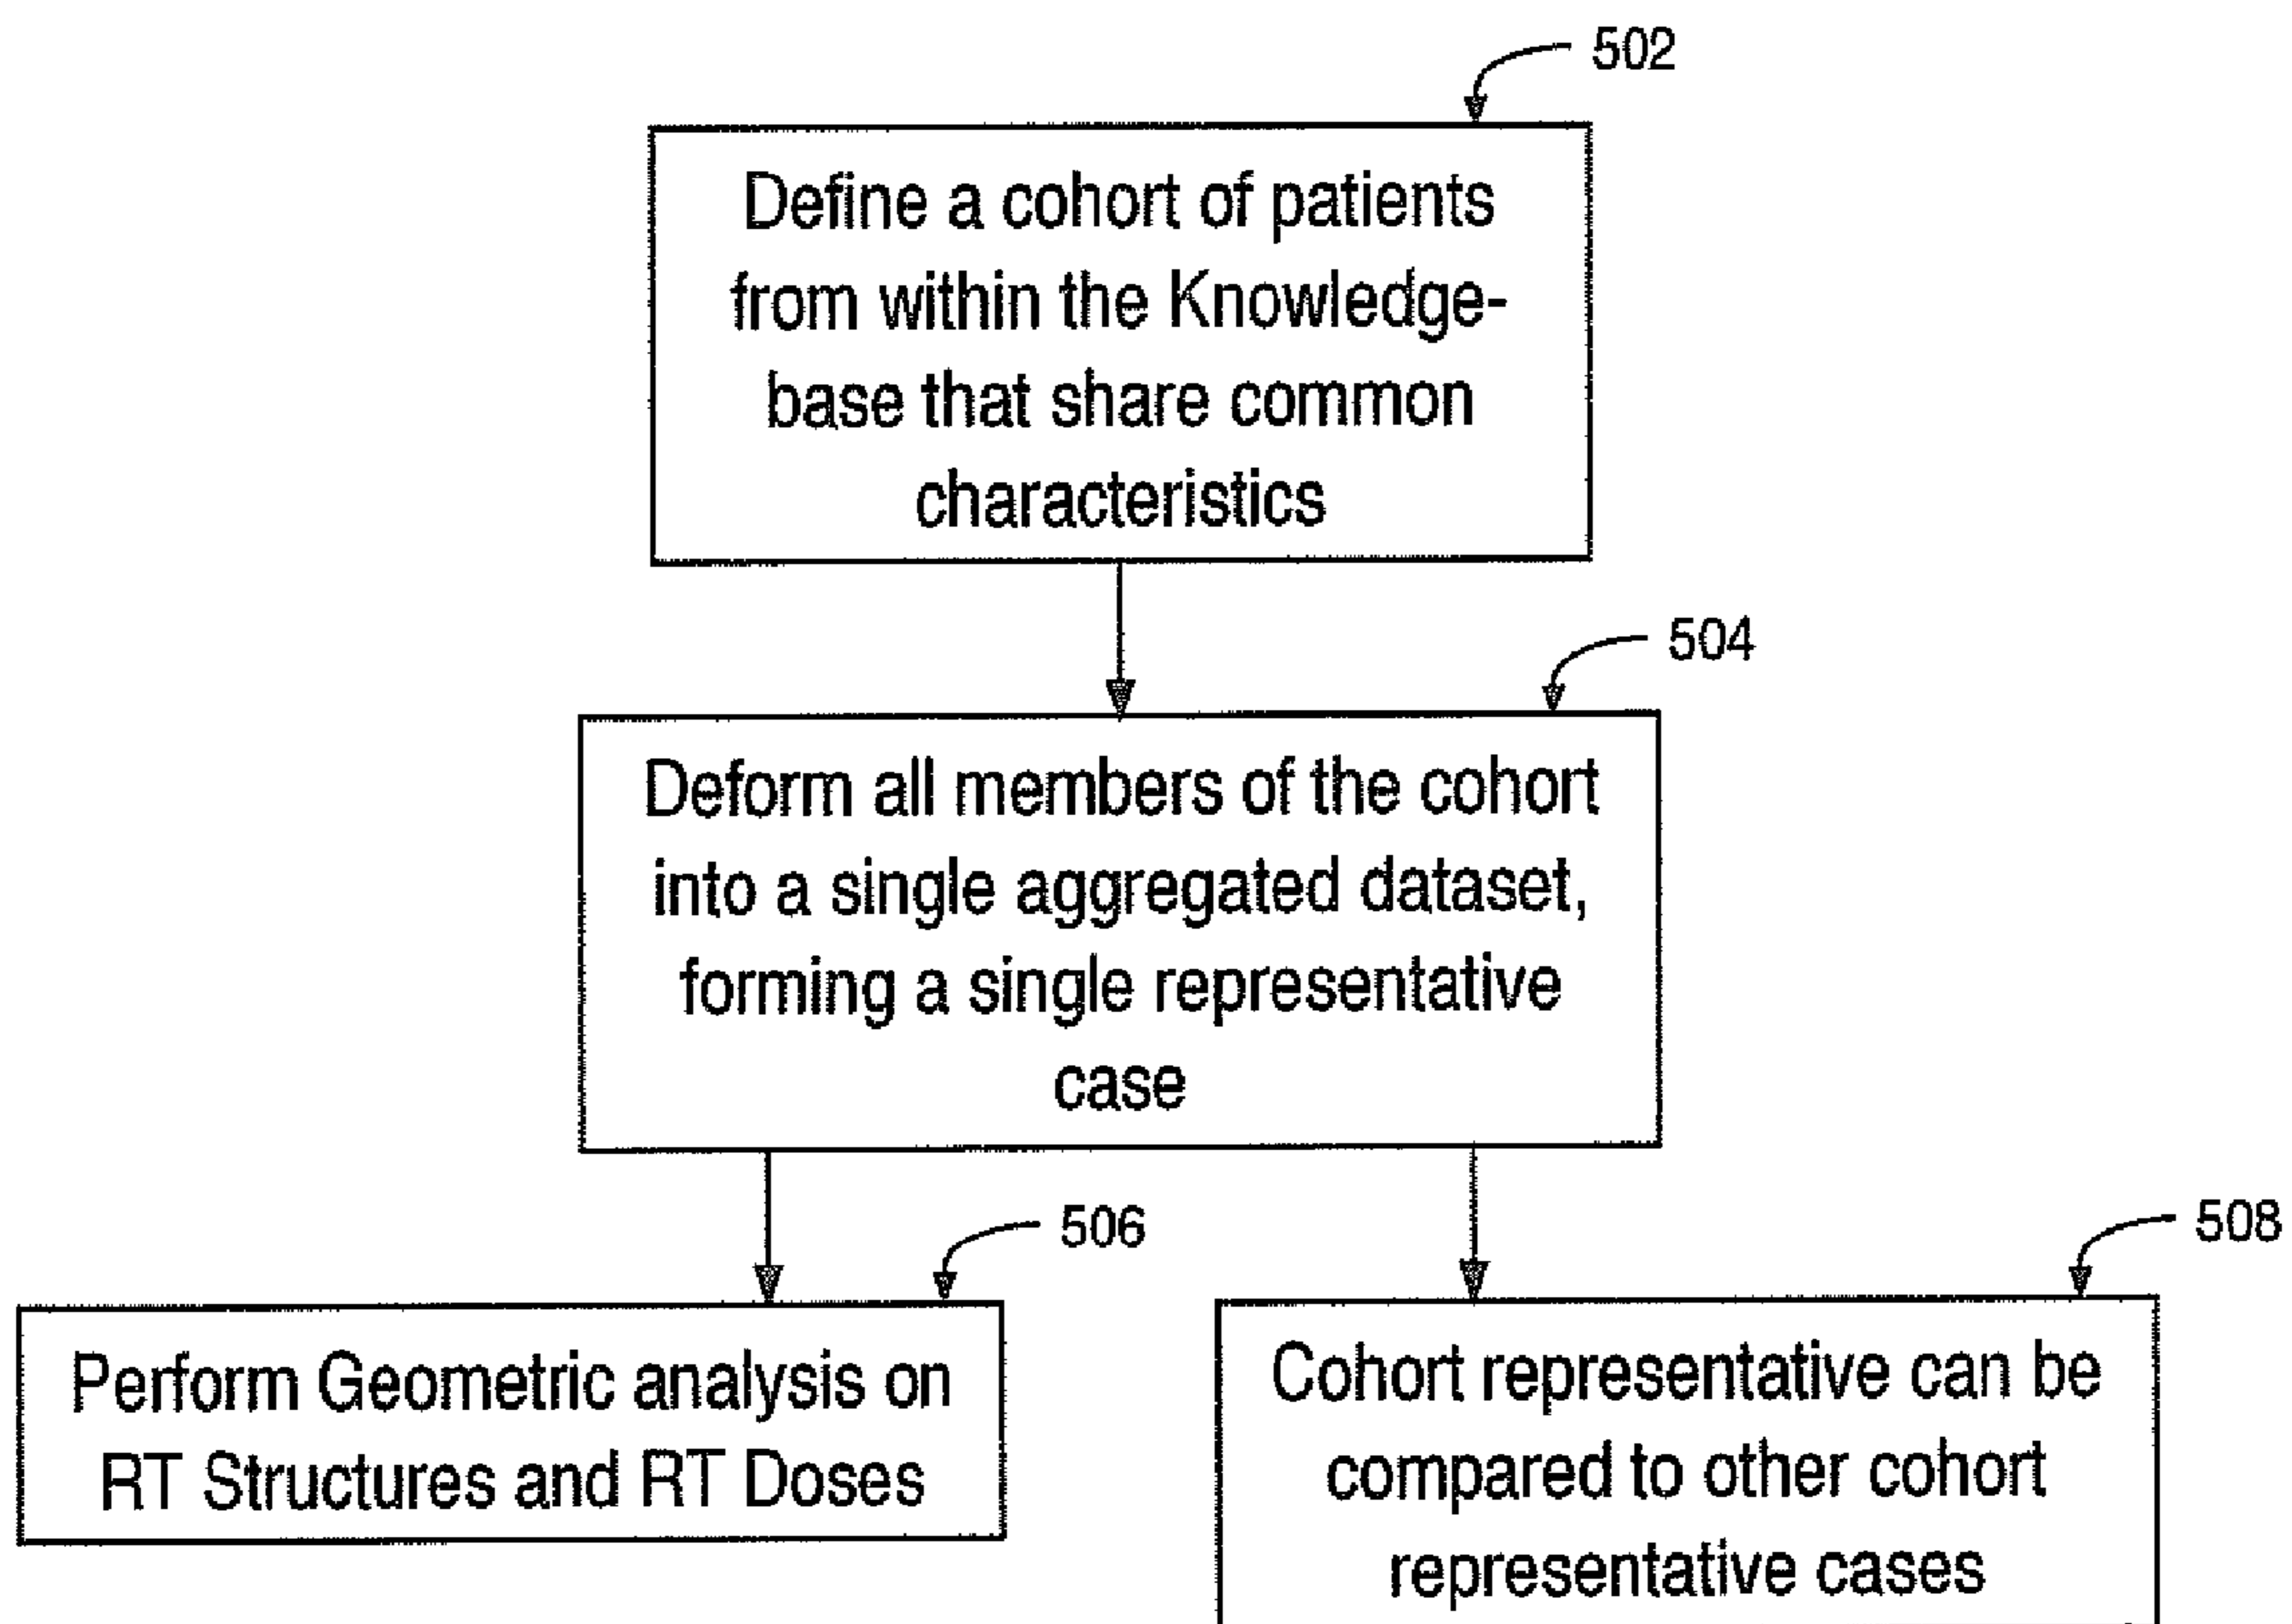 502
Define a cohort of patients
from within the Knowledge-
base that share common
characteristics
504
Deform all members of the cohort
into a single aggregated dataset,
forming a single representative
case
506
Perform Geometric analysis on
RT Structures and RT Doses
508
Cohort representative can be
compared to other cohort
representative cases